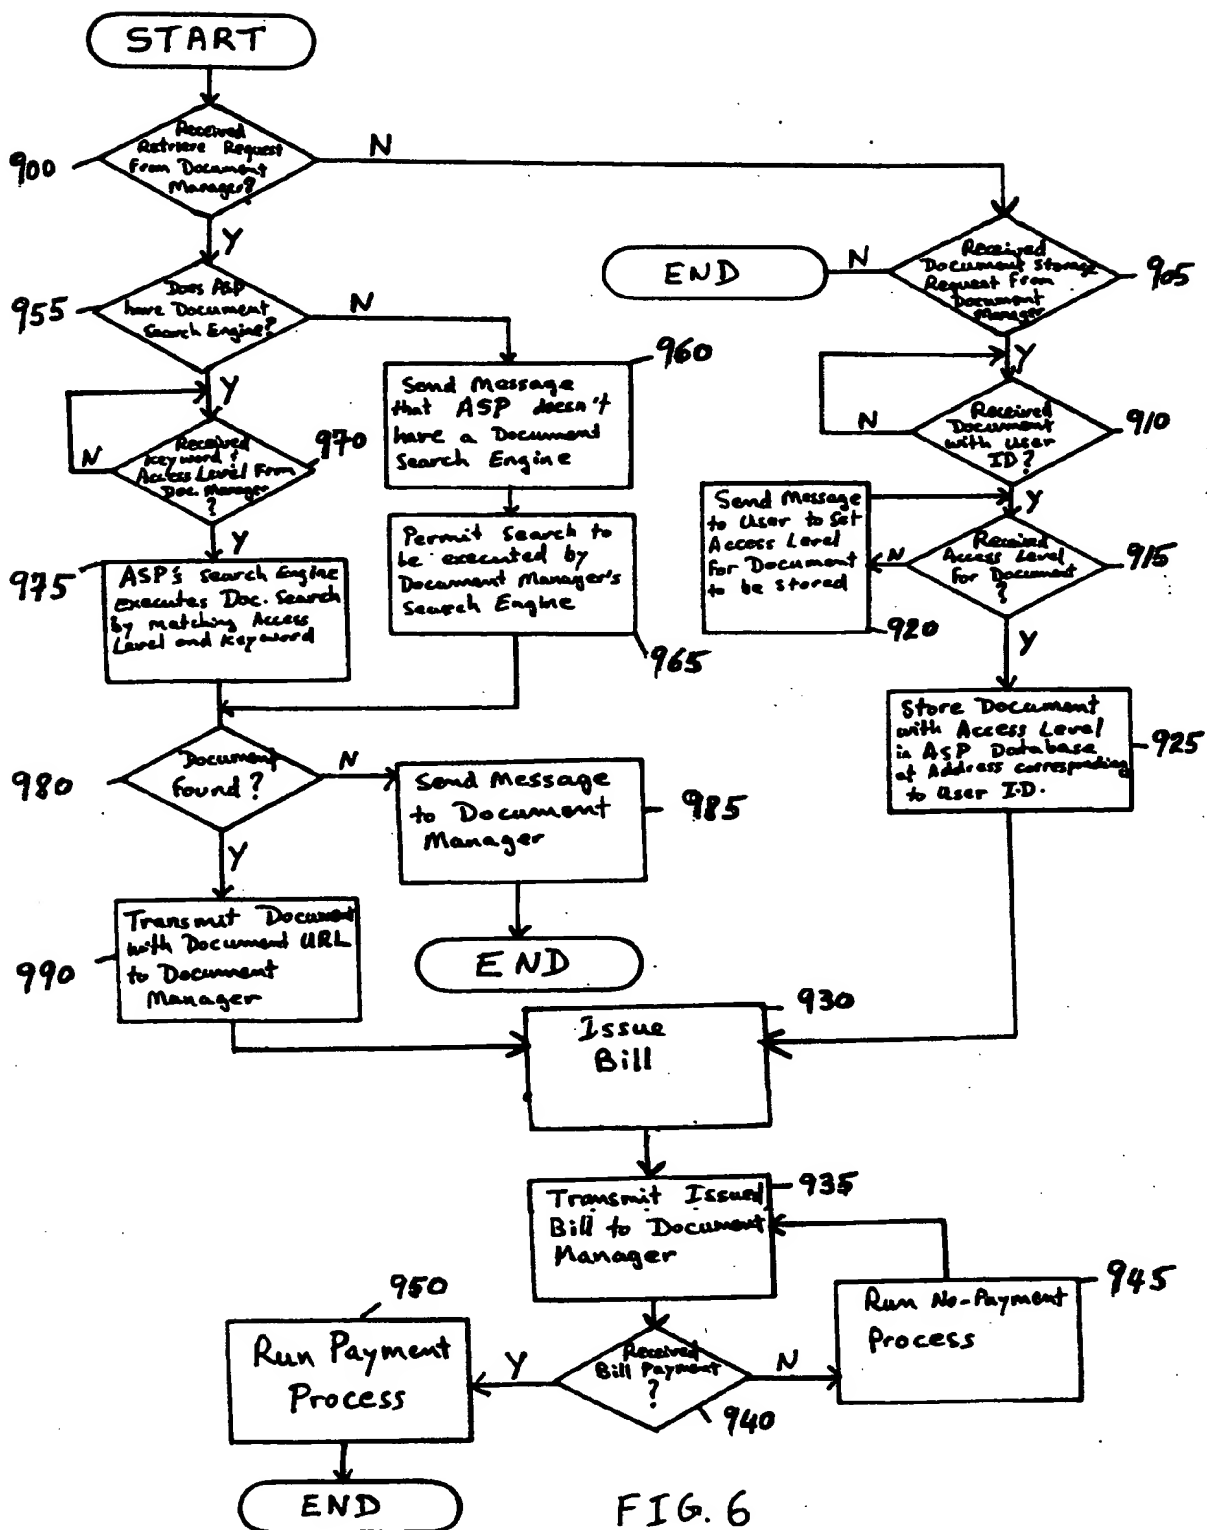 START
Received
Retrieve Request
From Document
Manager?
900
N
Y
Received
Document Storage
Request From
Document
Manager
905
N
END
Does ASP
have Document
Search Engine?
955
N
Y
Y
960
Send Message
that ASP doesn't
have a Document
Search Engine
Received
Document
with User
ID?
910
N
Y
Received
Keyword &
Access Level From
Doc. Manager
?
970
N
Y
Send Message
to User to Set
Access Level
For Document
to be stored
920
Received
Access Level
For Document
?
915
N
Y
Permit Search to
be executed by
Document Manager's
Search Engine
965
975
ASP's Search Engine
executes Doc. Search
by matching Access
Level and Keyword
Store Document
with Access Level
in ASP Database
at Address corresponding
to User I.D.
925
Document
Found?
980
N
Y
Send Message
to Document
Manager
985
END
Transmit Document
with Document URL
to Document
Manager
990
930
Issue
Bill
935
Transmit Issued
Bill to Document
Manager
945
Run No-Payment
Process
950
Run Payment
Process
Received
Bill Payment
?
Y
N
940
END
FIG. 6